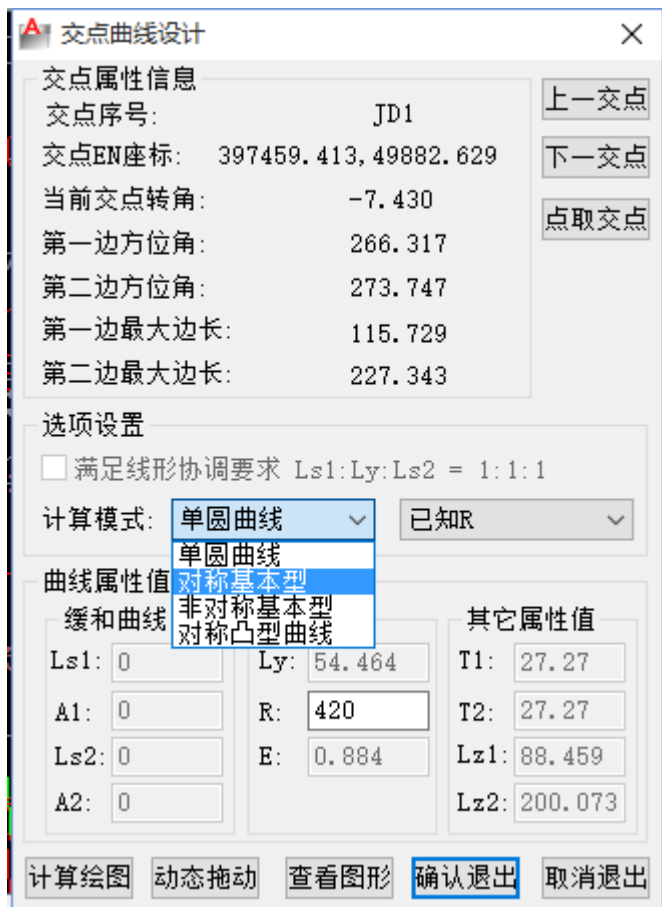 交点曲线设计
交点属性信息
交点序号: JD1
上一交点
交点EN座标: 397459.413,49882.629
下一交点
当前交点转角: -7.430
点取交点
第一边方位角: 266.317
第二边方位角: 273.747
第一边最大边长: 115.729
第二边最大边长: 227.343
选项设置
满足线形协调要求 Ls1:Ly:Ls2 = 1:1:1
计算模式: 单圆曲线 已知R
单圆曲线
对称基本型
非对称基本型
对称凸型曲线
曲线属性值
缓和曲线 其它属性值
Ls1: 0 Ly: 54.464 T1: 27.27
A1: 0 R: 420 T2: 27.27
Ls2: 0 E: 0.884 Lz1: 88.459
A2: 0 Lz2: 200.073
计算绘图 动态拖动 查看图形 确认退出 取消退出